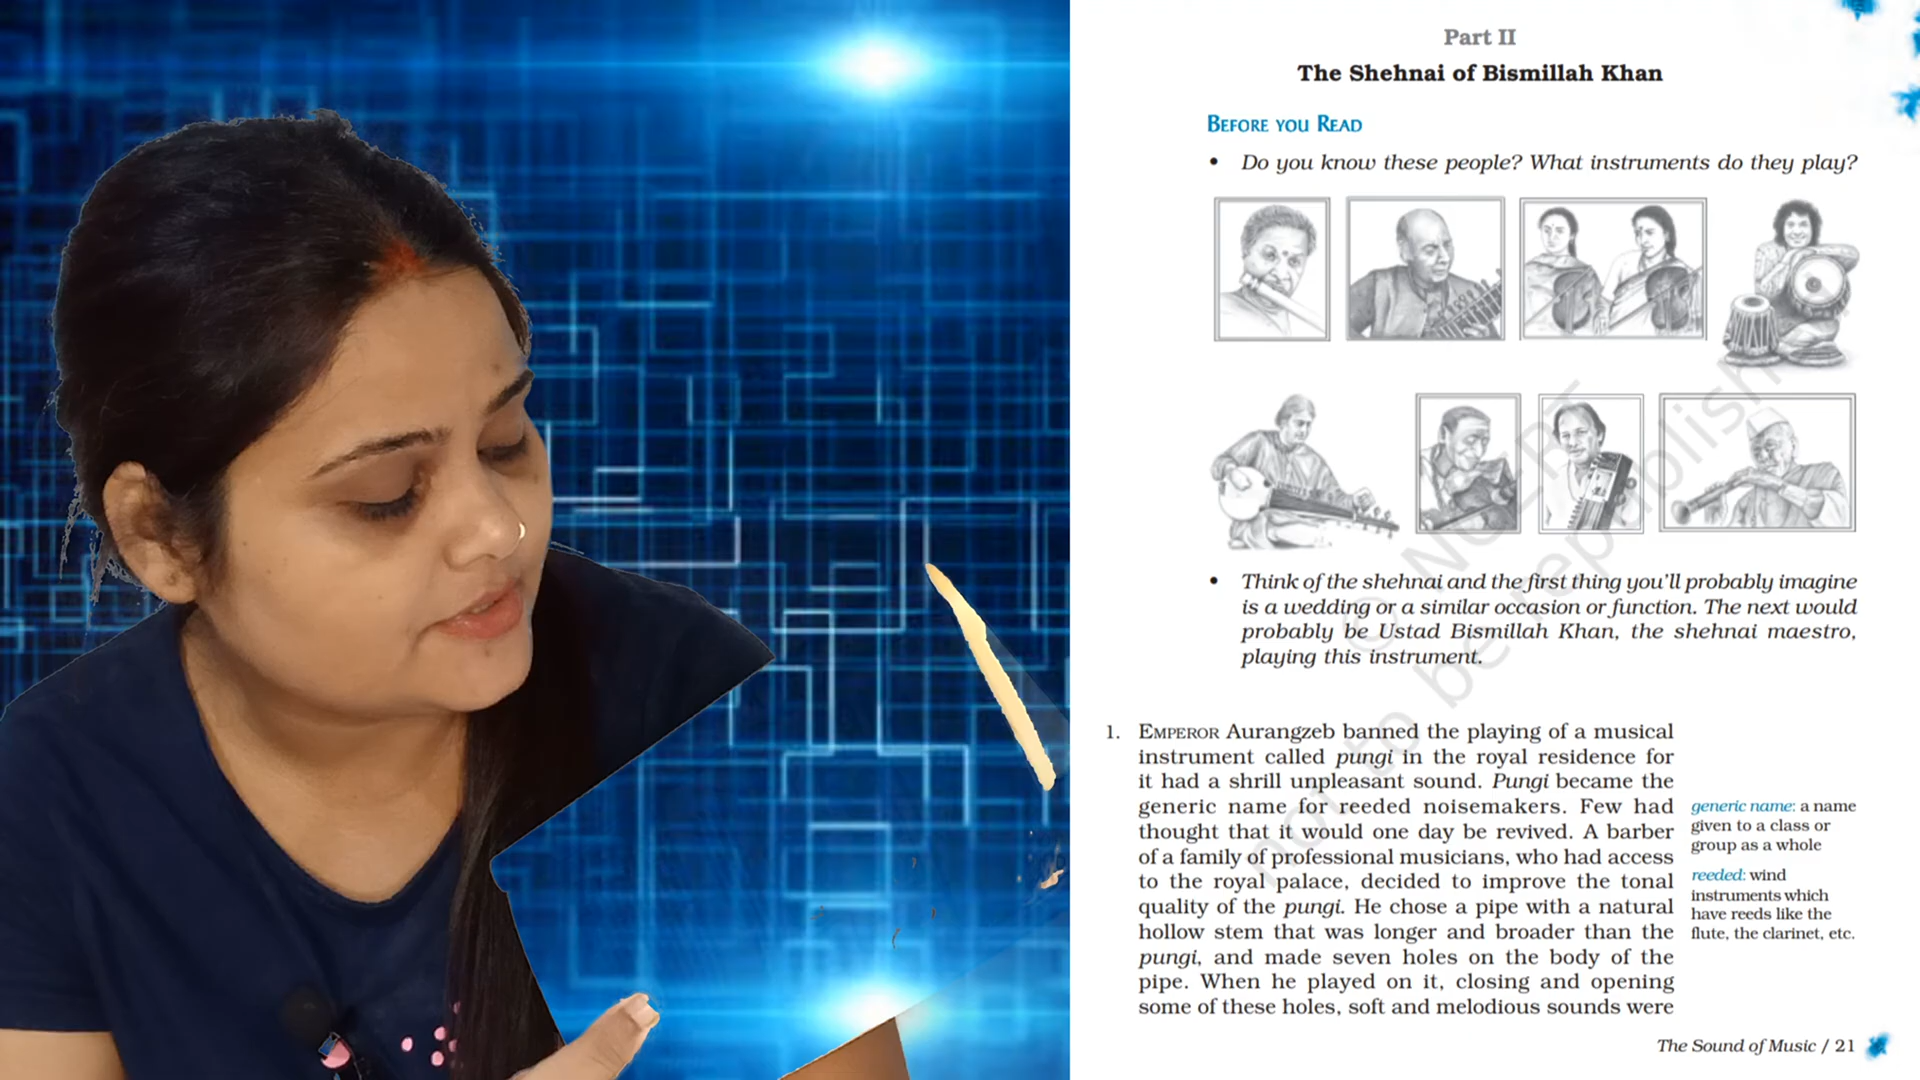 Part II
The Shehnai of Bismillah Khan
BEFORE YOU READ
• Do you know these people? What instruments do they play?
• Think of the shehnai and the first thing you'll probably imagine
is a wedding or a similar occasion or function. The next would
probably be Ustad Bismillah Khan, the shehnai maestro,
playing this instrument.
1. EMPEROR Aurangzeb banned the playing of a musical
instrument called pungi in the royal residence for
it had a shrill unpleasant sound. Pungi became the
generic name for reeded noisemakers. Few had
thought that it would one day be revived. A barber
of a family of professional musicians, who had access
to the royal palace, decided to improve the tonal
quality of the pungi. He chose a pipe with a natural
hollow stem that was longer and broader than the
pungi, and made seven holes on the body of the
pipe. When he played on it, closing and opening
some of these holes, soft and melodious sounds were
generic name: a name
given to a class or
group as a whole
reeded: wind
instruments which
have reeds like the
flute, the clarinet, etc.
The Sound of Music / 21
© NCERT
not to be republish